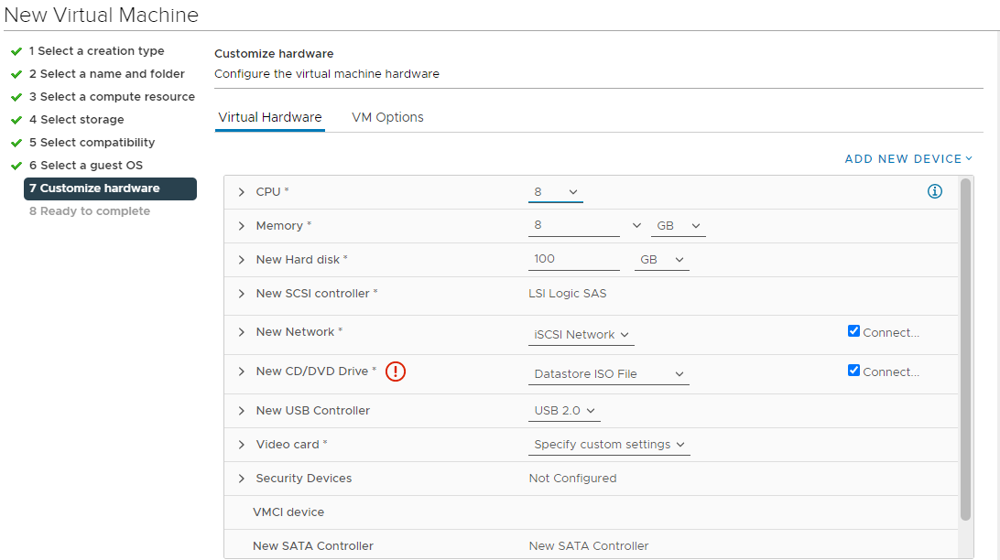 New Virtual Machine
1 Select a creation type
2 Select a name and folder
3 Select a compute resource
4 Select storage
5 Select compatibility
6 Select a guest OS
7 Customize hardware
8 Ready to complete
Customize hardware
Configure the virtual machine hardware
Virtual Hardware VM Options
ADD NEW DEVICE
CPU * 8
Memory * 8 GB
New Hard disk * 100 GB
New SCSI controller * LSI Logic SAS
New Network * iSCSI Network Connect...
New CD/DVD Drive * Datastore ISO File Connect...
New USB Controller USB 2.0
Video card * Specify custom settings
Security Devices Not Configured
VMCI device
New SATA Controller New SATA Controller